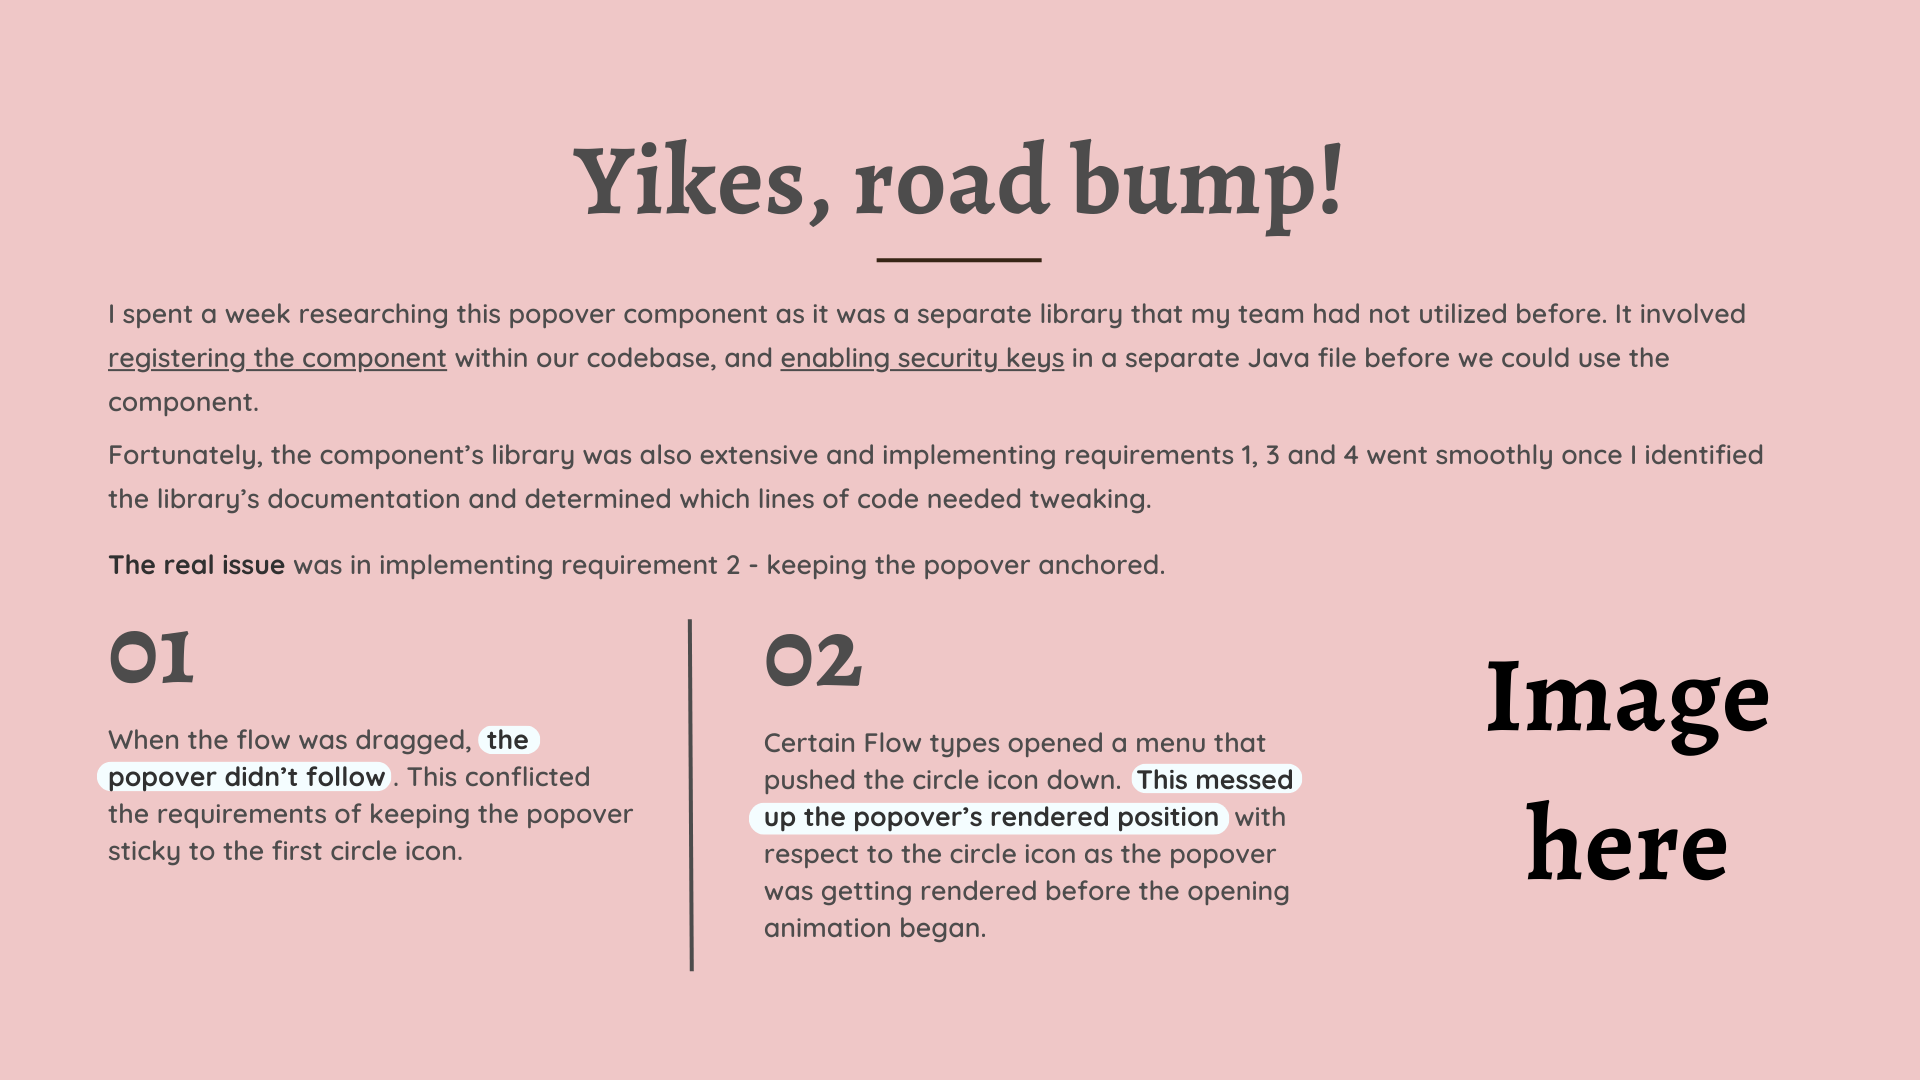 Yikes, road bump!
I spent a week researching this popover component as it was a separate library that my team had not utilized before. It involved
registering the component within our codebase, and enabling security keys in a separate Java file before we could use the
component.
Fortunately, the component’s library was also extensive and implementing requirements 1, 3 and 4 went smoothly once I identified
the library’s documentation and determined which lines of code needed tweaking.
The real issue was in implementing requirement 2 - keeping the popover anchored.
01
When the flow was dragged, the
popover didn’t follow. This conflicted
the requirements of keeping the popover
sticky to the first circle icon.
02
Certain Flow types opened a menu that
pushed the circle icon down. This messed
up the popover’s rendered position with
respect to the circle icon as the popover
was getting rendered before the opening
animation began.
Image
here